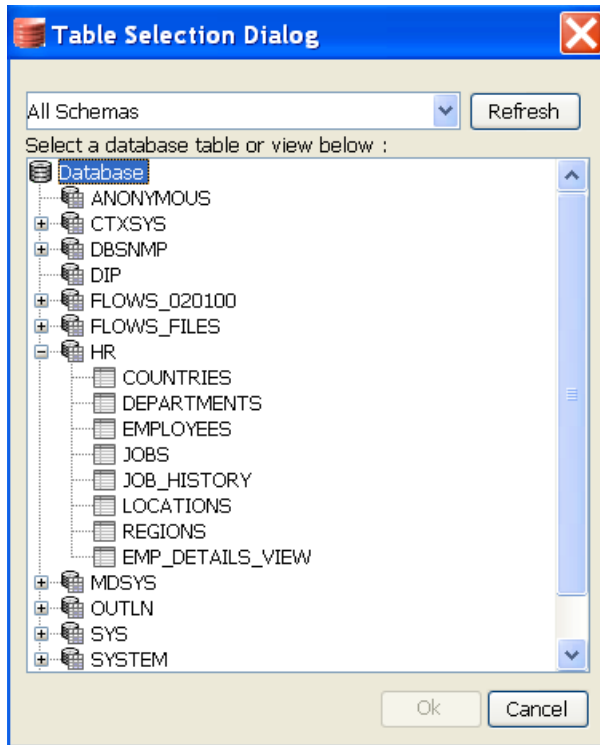 Table Selection Dialog
All Schemas Refresh
Select a database table or view below :
Database
ANONYMOUS
CTXSYS
DBSNMP
DIP
FLOWS_020100
FLOWS_FILES
HR
COUNTRIES
DEPARTMENTS
EMPLOYEES
JOBS
JOB_HISTORY
LOCATIONS
REGIONS
EMP_DETAILS_VIEW
MDSYS
OUTLN
SYS
SYSTEM
Ok Cancel